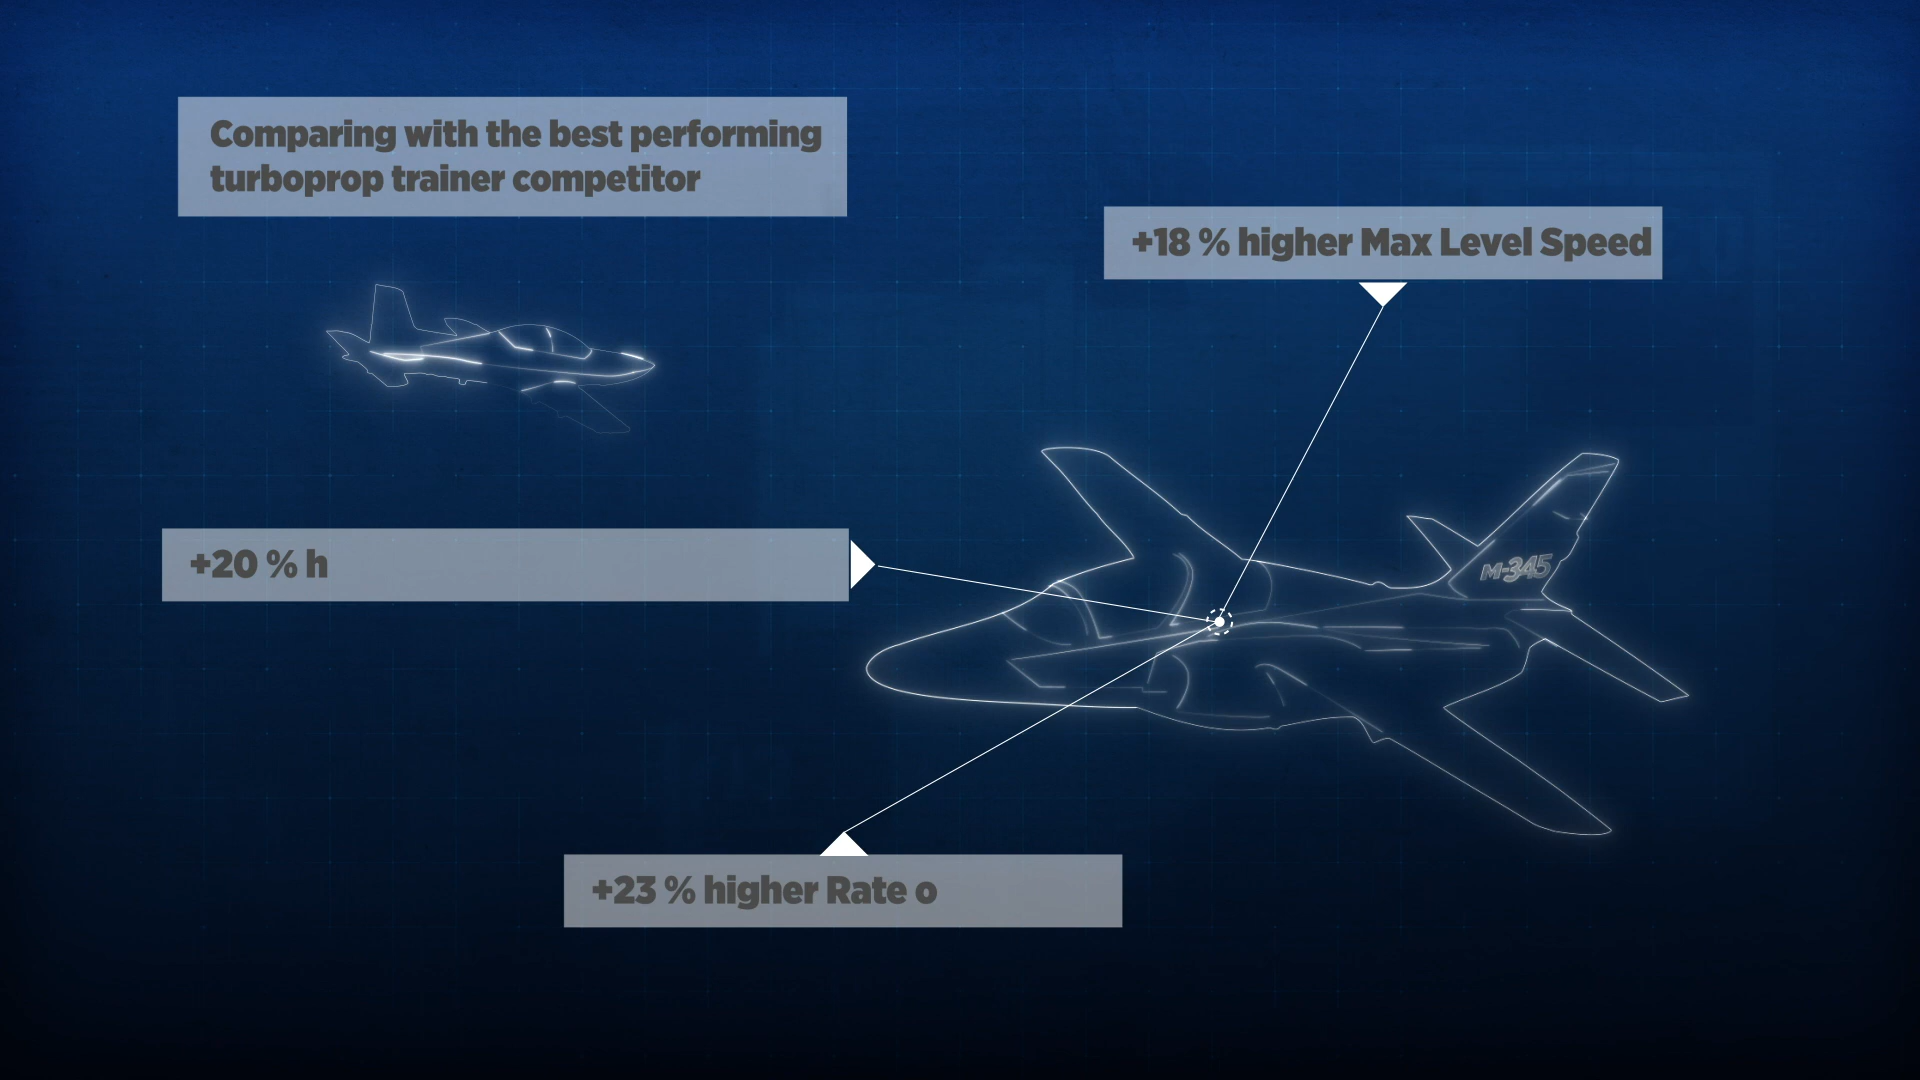 Comparing with the best performing
turboprop trainer competitor
+18 % higher Max Level Speed
+20 % h
M-345
+23 % higher Rate o